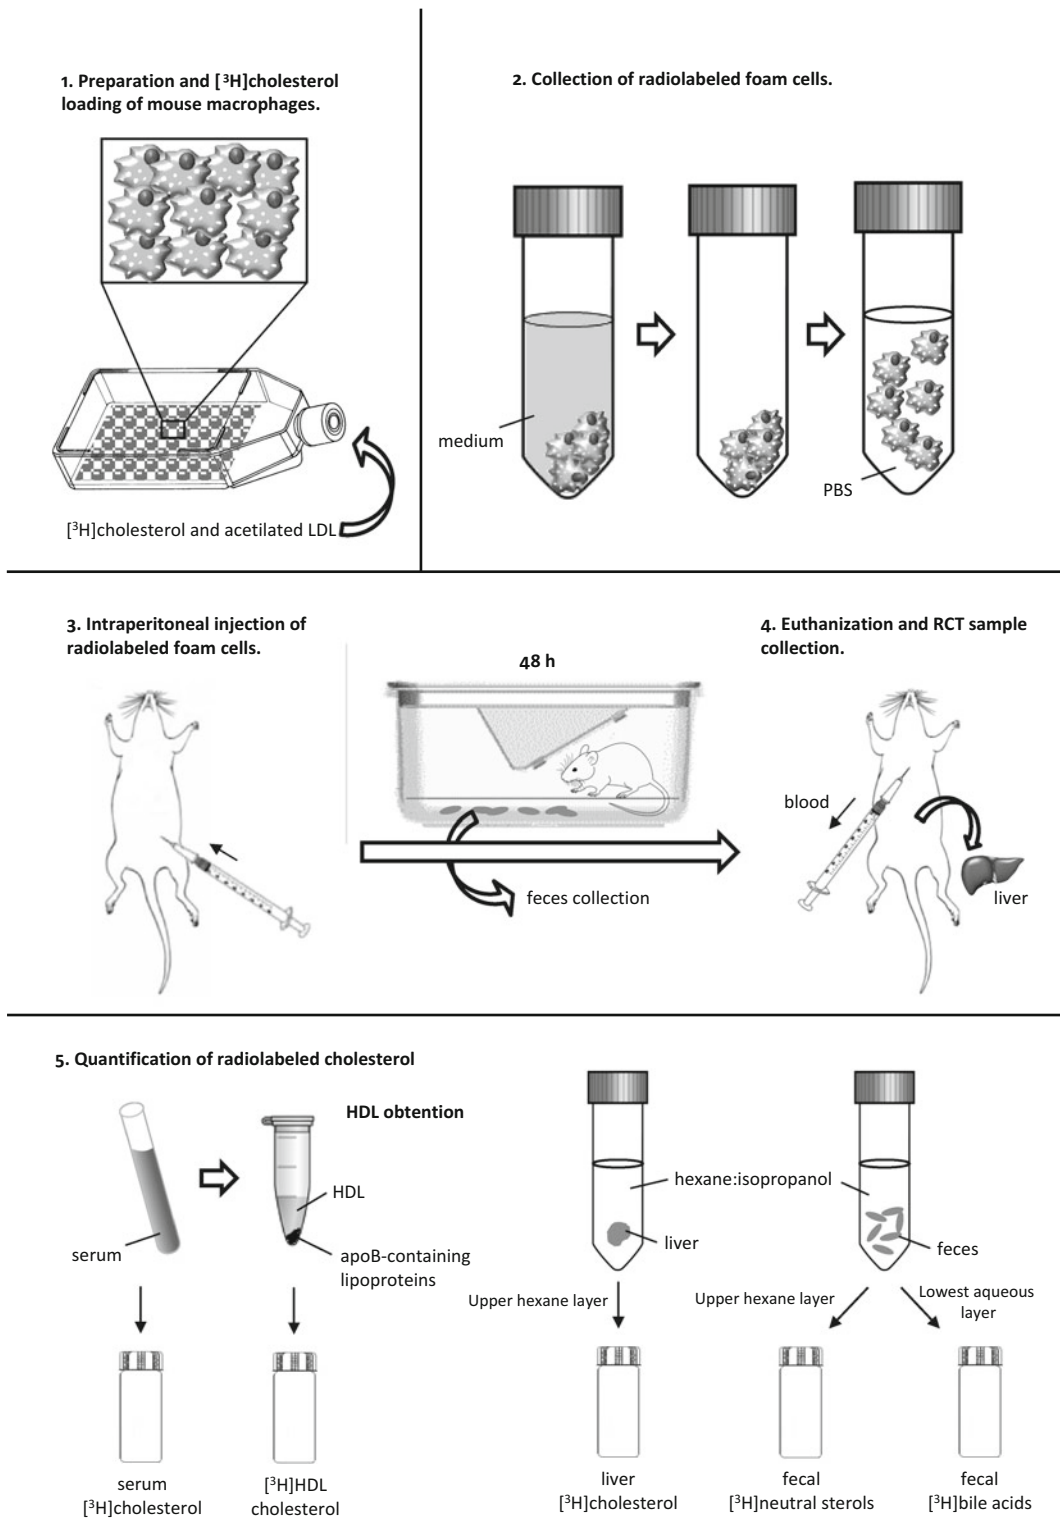 1. Preparation and [³H]cholesterol
loading of mouse macrophages.
[³H]cholesterol and acetilated LDL
2. Collection of radiolabeled foam cells.
medium
PBS
3. Intraperitoneal injection of
radiolabeled foam cells.
48 h
feces collection
4. Euthanization and RCT sample
collection.
blood
liver
5. Quantification of radiolabeled cholesterol
HDL obtention
serum
HDL
apoB-containing
lipoproteins
hexane:isopropanol
liver
feces
Upper hexane layer
Upper hexane layer
Lowest aqueous
layer
serum
[³H]cholesterol
[³H]HDL
cholesterol
liver
[³H]cholesterol
fecal
[³H]neutral sterols
fecal
[³H]bile acids